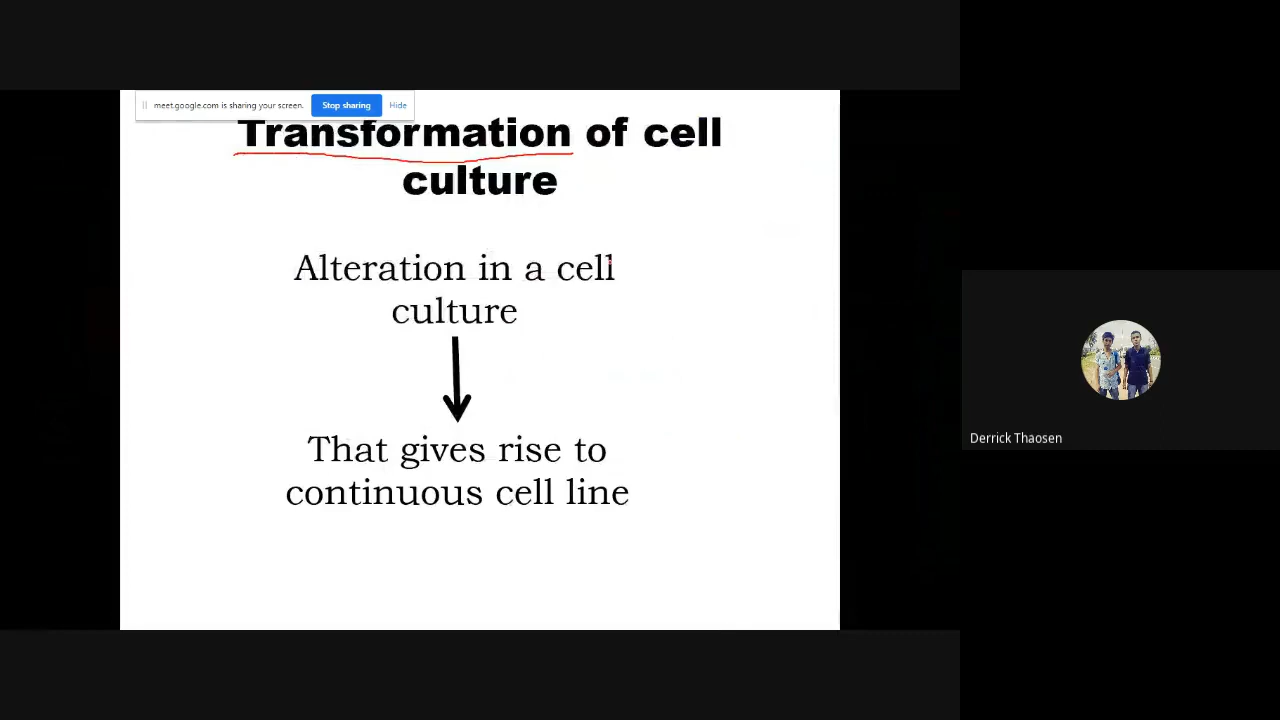 meet.google.com is sharing your screen.
Stop sharing
Hide
Transformation of cell
culture
Alteration in a cell
culture
That gives rise to
continuous cell line
Derrick Thaosen